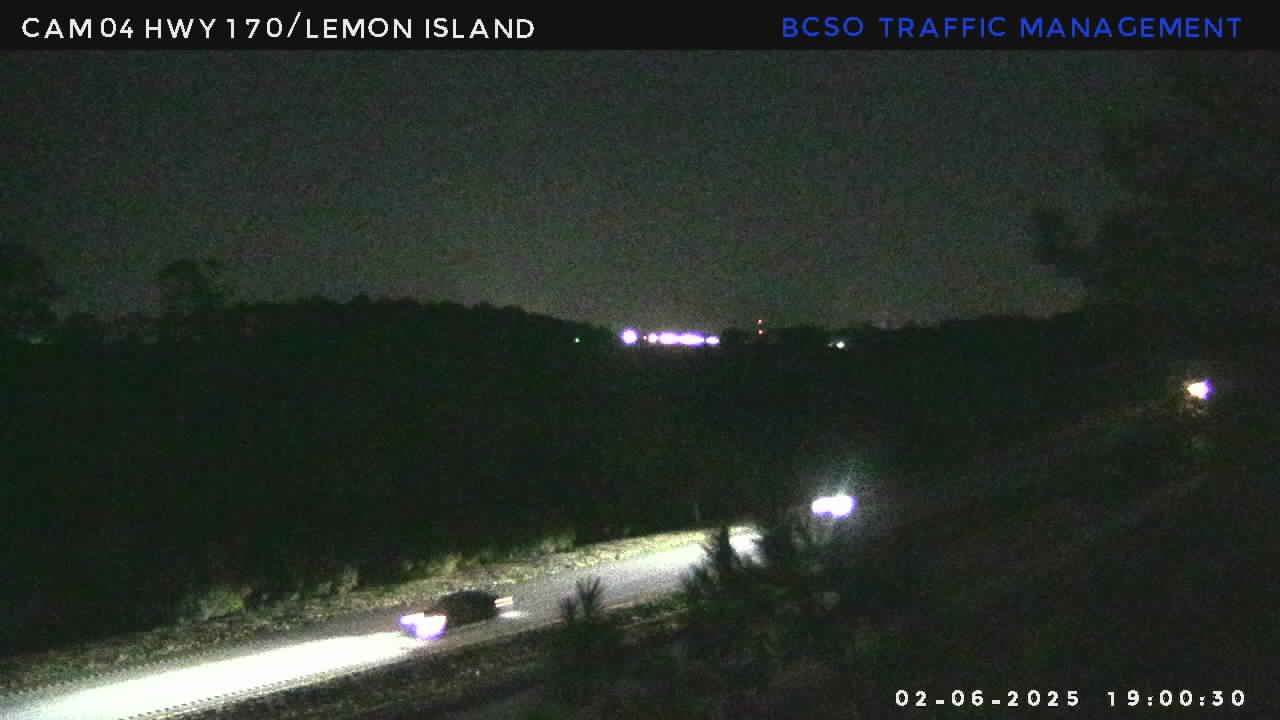 CAM04 HWY 170/LEMON ISLAND
BCSO TRAFFIC MANAGEMENT
02-06-2025 19:00:30